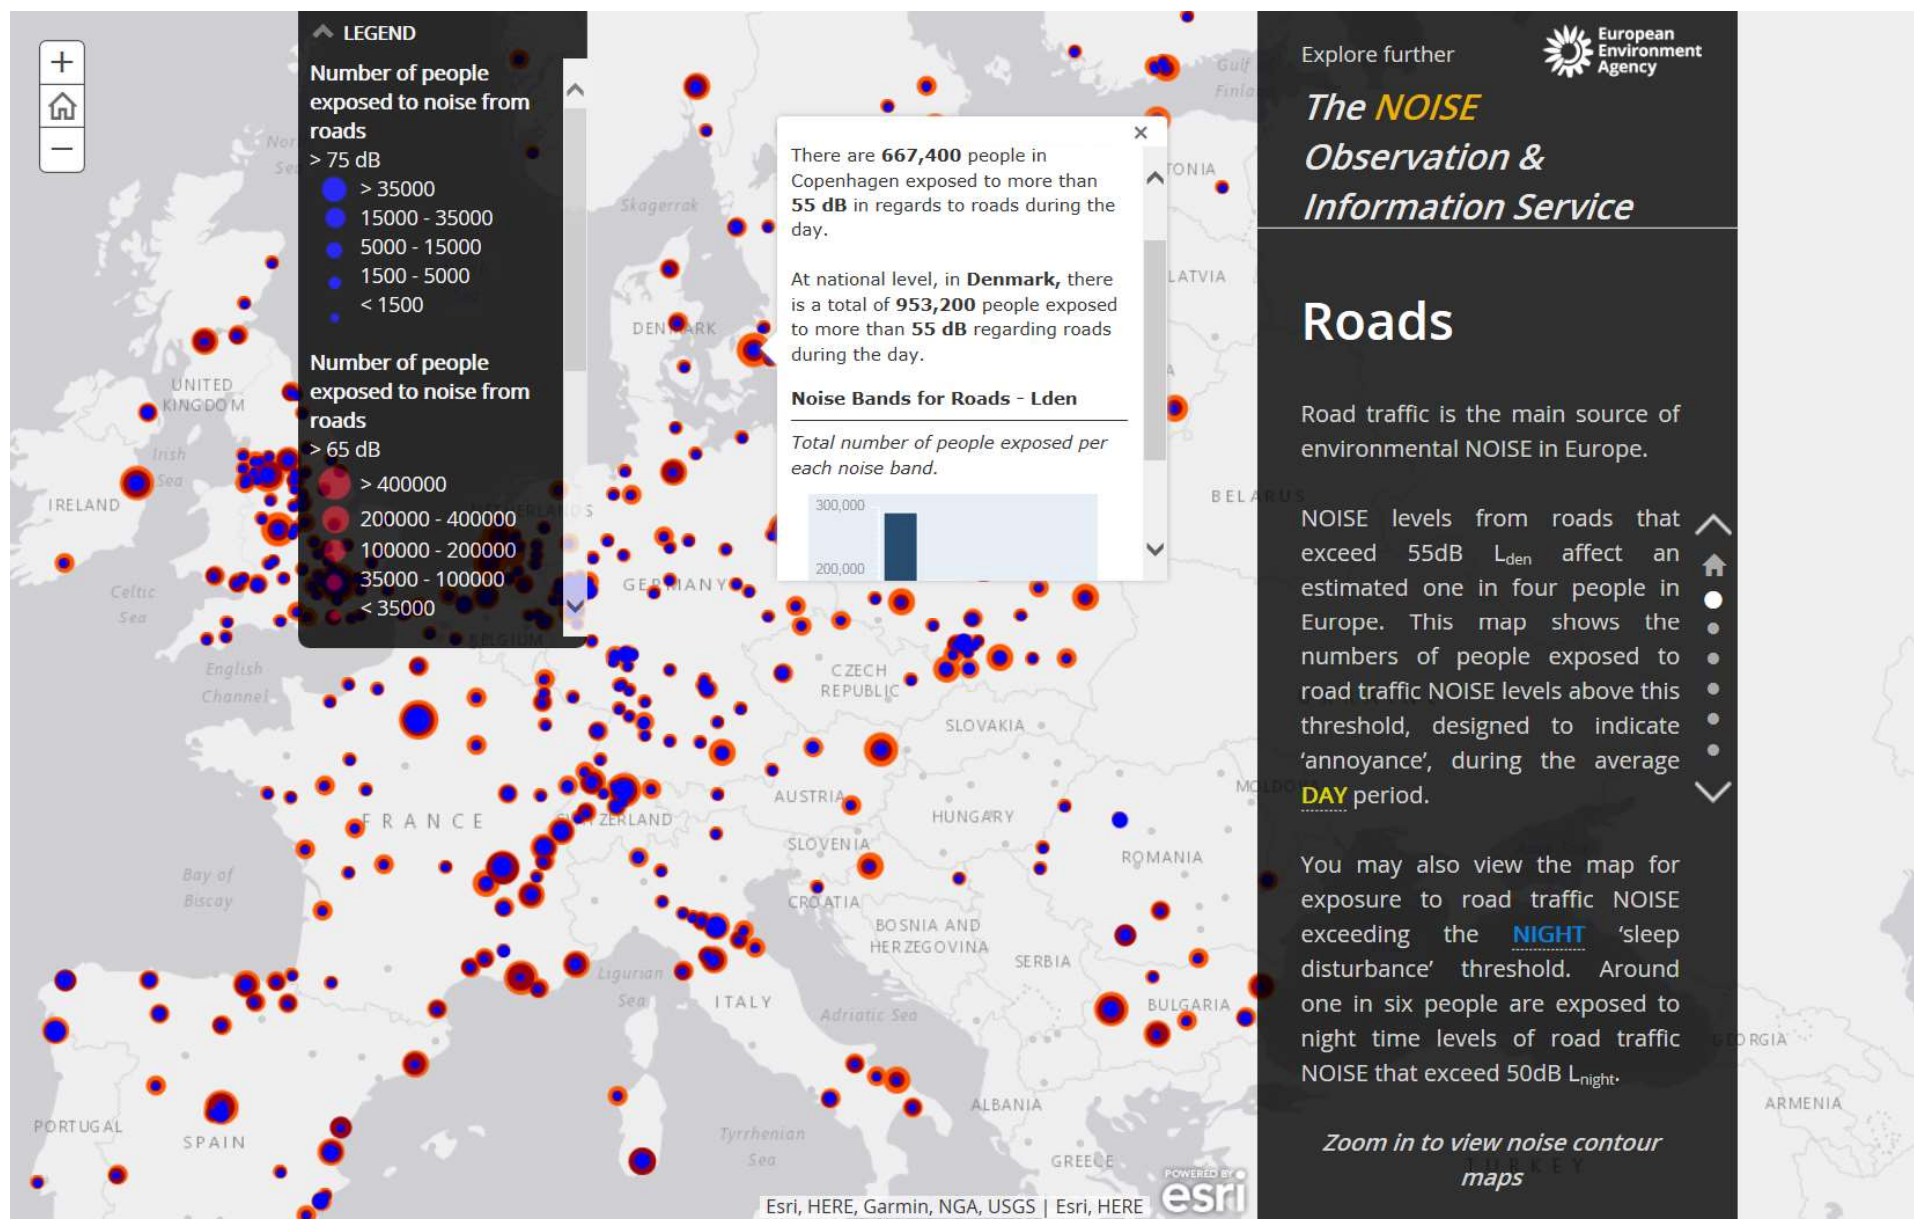 LEGEND
Number of people
exposed to noise from
roads
> 75 dB
> 35000
15000 - 35000
5000 - 15000
1500 - 5000
< 1500
Number of people
exposed to noise from
roads
> 65 dB
> 400000
200000 - 400000
100000 - 200000
35000 - 100000
< 35000
There are 667,400 people in
Copenhagen exposed to more than
55 dB in regards to roads during the
day.
At national level, in Denmark, there
is a total of 953,200 people exposed
to more than 55 dB regarding roads
during the day.
Noise Bands for Roads - Lden
Total number of people exposed per
each noise band.
300,000
200,000
Explore further
European
Environment
Agency
The NOISE
Observation &
Information Service
Roads
Road traffic is the main source of
environmental NOISE in Europe.
NOISE levels from roads that
exceed 55dB Lden affect an
estimated one in four people in
Europe. This map shows the
numbers of people exposed to
road traffic NOISE levels above this
threshold, designed to indicate
‘annoyance’, during the average
DAY period.
You may also view the map for
exposure to road traffic NOISE
exceeding the NIGHT ‘sleep
disturbance’ threshold. Around
one in six people are exposed to
night time levels of road traffic
NOISE that exceed 50dB Lnight.
Zoom in to view noise contour
maps
Gulf
Skagerrak
LATVIA
DENMARK
UNITED
KINGDOM
Irish
Sea
IRELAND
BELARUS
Celtic
Sea
GERMANY
BELGIUM
English
Channel
CZECH
REPUBLIC
SLOVAKIA
AUSTRIA
HUNGARY
FRANCE
SWITZERLAND
SLOVENIA
ROMANIA
Bay of
Biscay
CROATIA
BOSNIA AND
HERZEGOVINA
SERBIA
Ligurian
Sea
ITALY
Adriatic Sea
BULGARIA
GEORGIA
ALBANIA
ARMENIA
PORTUGAL
SPAIN
Tyrrhenian
Sea
GREECE
TURKEY
POWERED BY
esri
Esri, HERE, Garmin, NGA, USGS | Esri, HERE